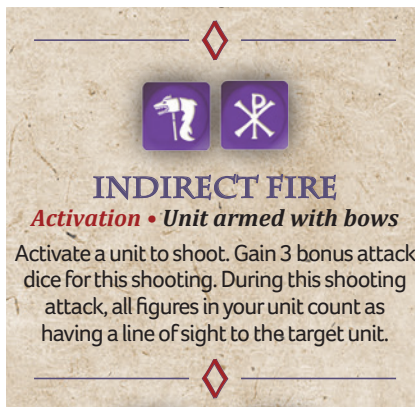 INDIRECT FIRE
Activation • Unit armed with bows
Activate a unit to shoot. Gain 3 bonus attack
dice for this shooting. During this shooting
attack, all figures in your unit count as
having a line of sight to the target unit.